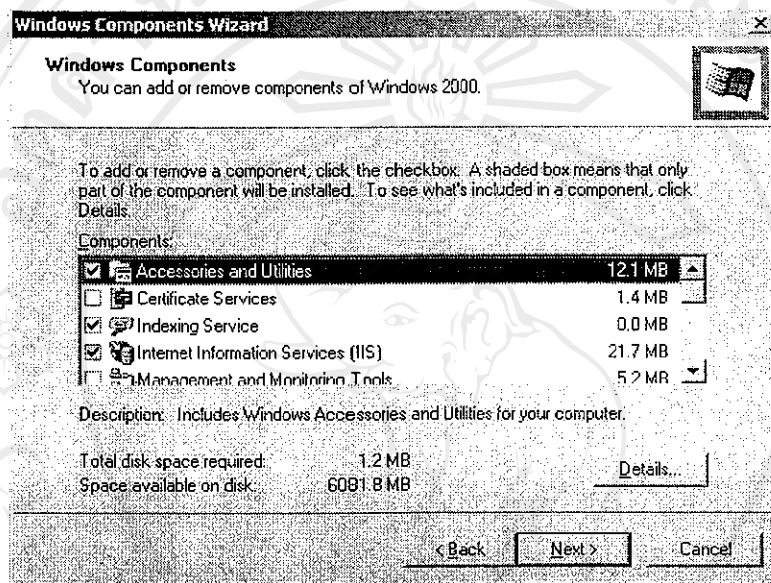 Windows Components Wizard
Windows Components
You can add or remove components of Windows 2000.
To add or remove a component, click the checkbox. A shaded box means that only
part of the component will be installed. To see what's included in a component, click
Details.
Components:
Accessories and Utilities 12.1 MB
Certificate Services 1.4 MB
Indexing Service 0.0 MB
Internet Information Services (IIS) 21.7 MB
Management and Monitoring Tools 5.2 MB
Description: Includes Windows Accessories and Utilities for your computer.
Total disk space required: 1.2 MB
Space available on disk: 6081.8 MB
Details...
< Back Next > Cancel